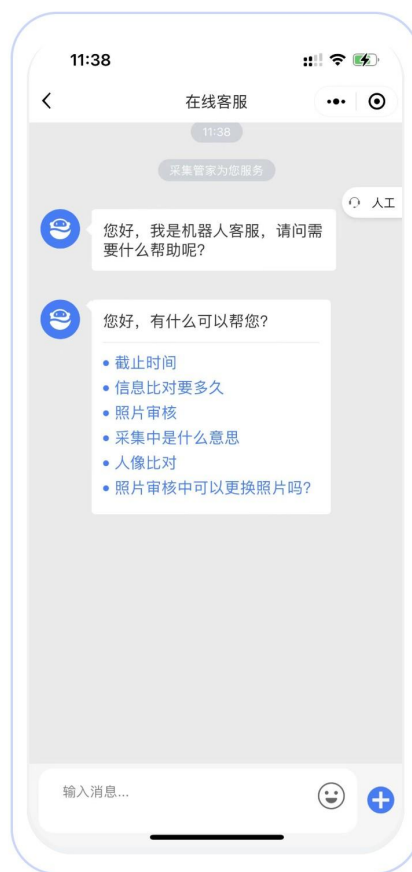 11:38
在线客服
11:38
采集管家为您服务
人工
您好，我是机器人客服，请问需
要什么帮助呢？
您好，有什么可以帮您？
截止时间
信息比对要多久
照片审核
采集中是什么意思
人像比对
照片审核中可以更换照片吗？
输入消息...